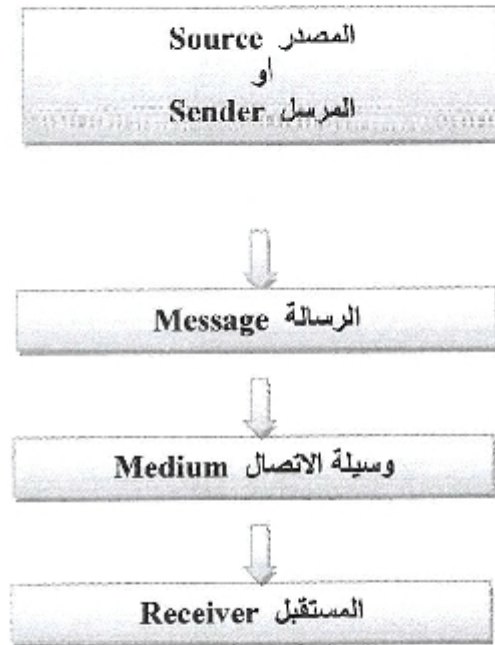 المصدر Source
او
المرسل Sender
الرسالة Message
وسيلة الاتصال Medium
المستقبل Receiver